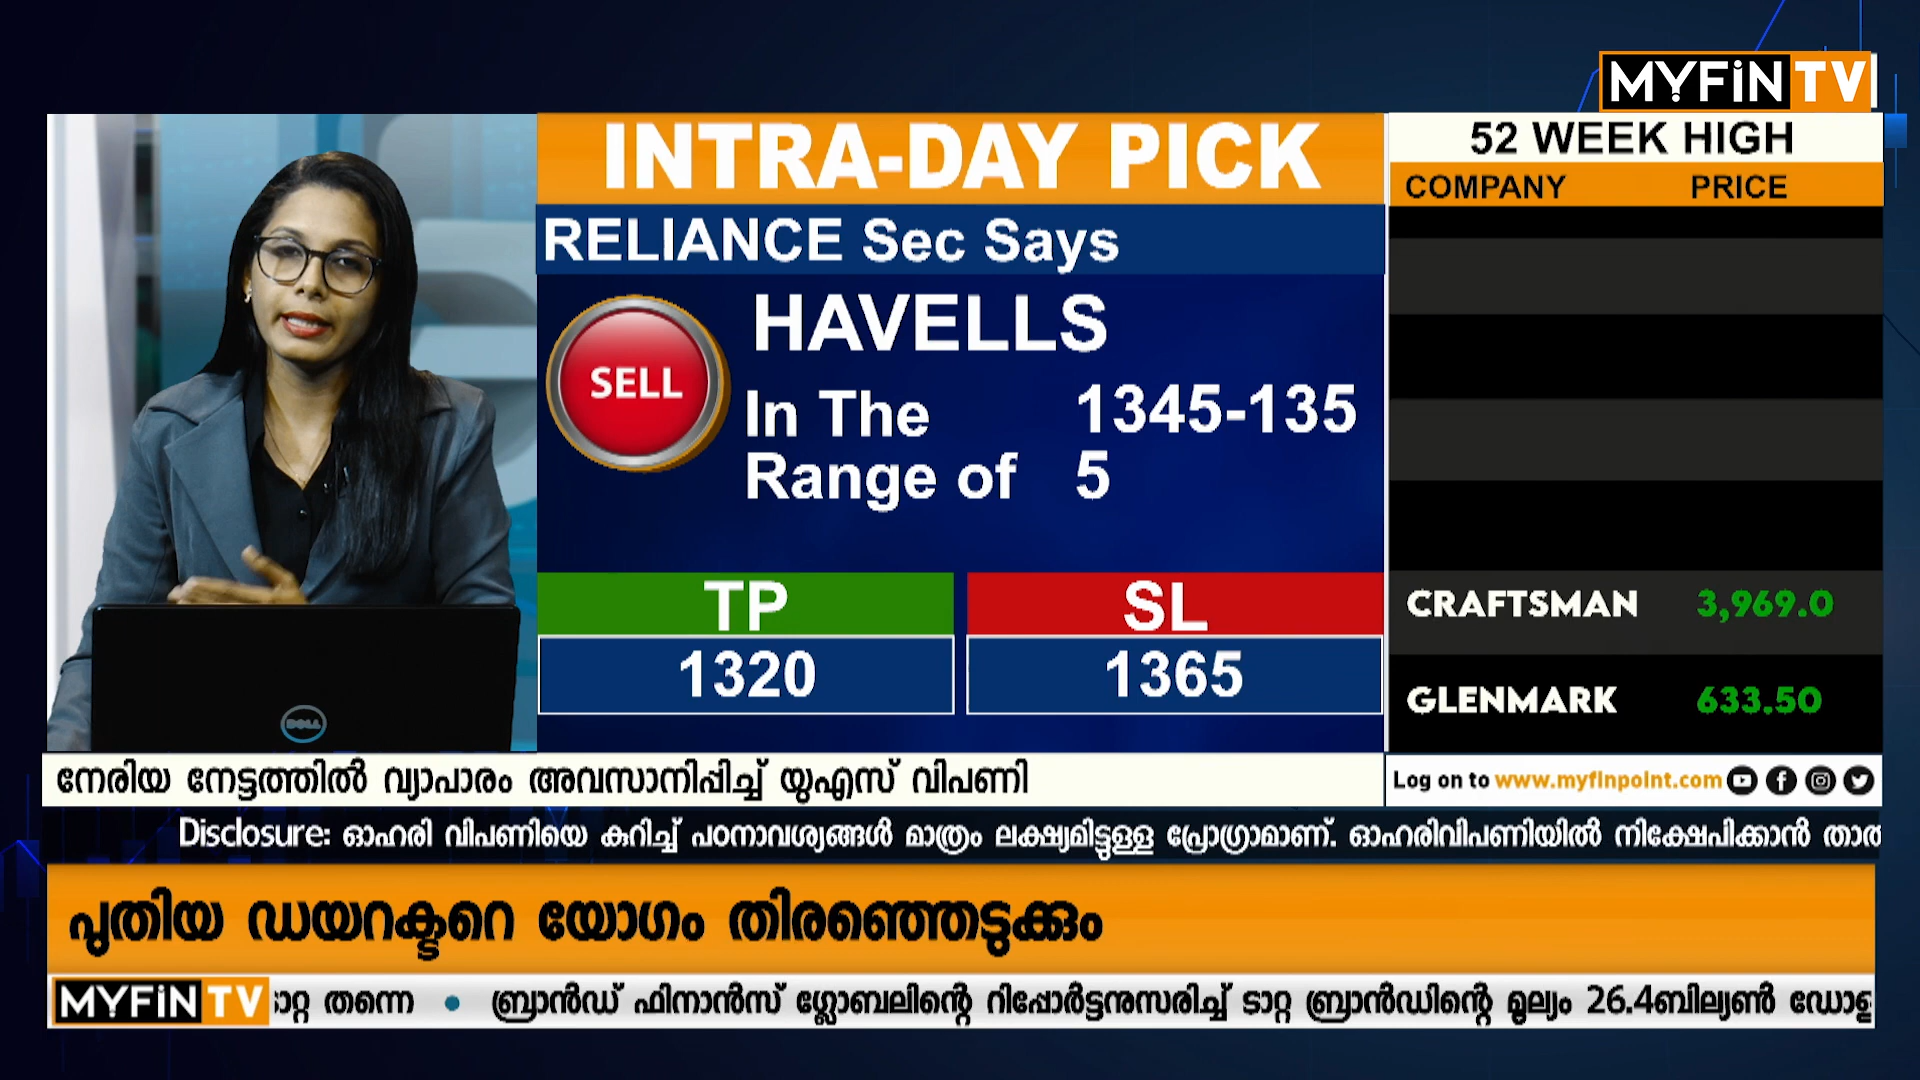 MYFiN TV
INTRA-DAY PICK
RELIANCE Sec Says
SELL
HAVELLS
In The
Range of
1345-135
5
TP
SL
1320
1365
52 WEEK HIGH
COMPANY PRICE
CRAFTSMAN 3,969.0
GLENMARK 633.50
DELL
നേരിയ നേട്ടത്തിൽ വ്യാപാരം അവസാനിപ്പിച്ച് യുഎസ് വിപണി
Log on to www.myfinpoint.com
Disclosure: ഓഹരി വിപണിയെ കുറിച്ച് പഠനാവശ്യങ്ങൾ മാത്രം ലക്ഷ്യമിട്ടുള്ള പ്രോഗ്രാമാണ്. ഓഹരിവിപണിയിൽ നിക്ഷേപിക്കാൻ
പുതിയ ഡയറക്ടറെ യോഗം തിരഞ്ഞെടുക്കും
MYFiN TV
തന്നെ • ബ്രാൻഡ് ഫിനാൻസ് ഗ്ലോബലിന്റെ റിപ്പോർട്ടനുസരിച്ച് ടാറ്റ ബ്രാൻഡിന്റെ മൂല്യം 26.4ബില്യൺ